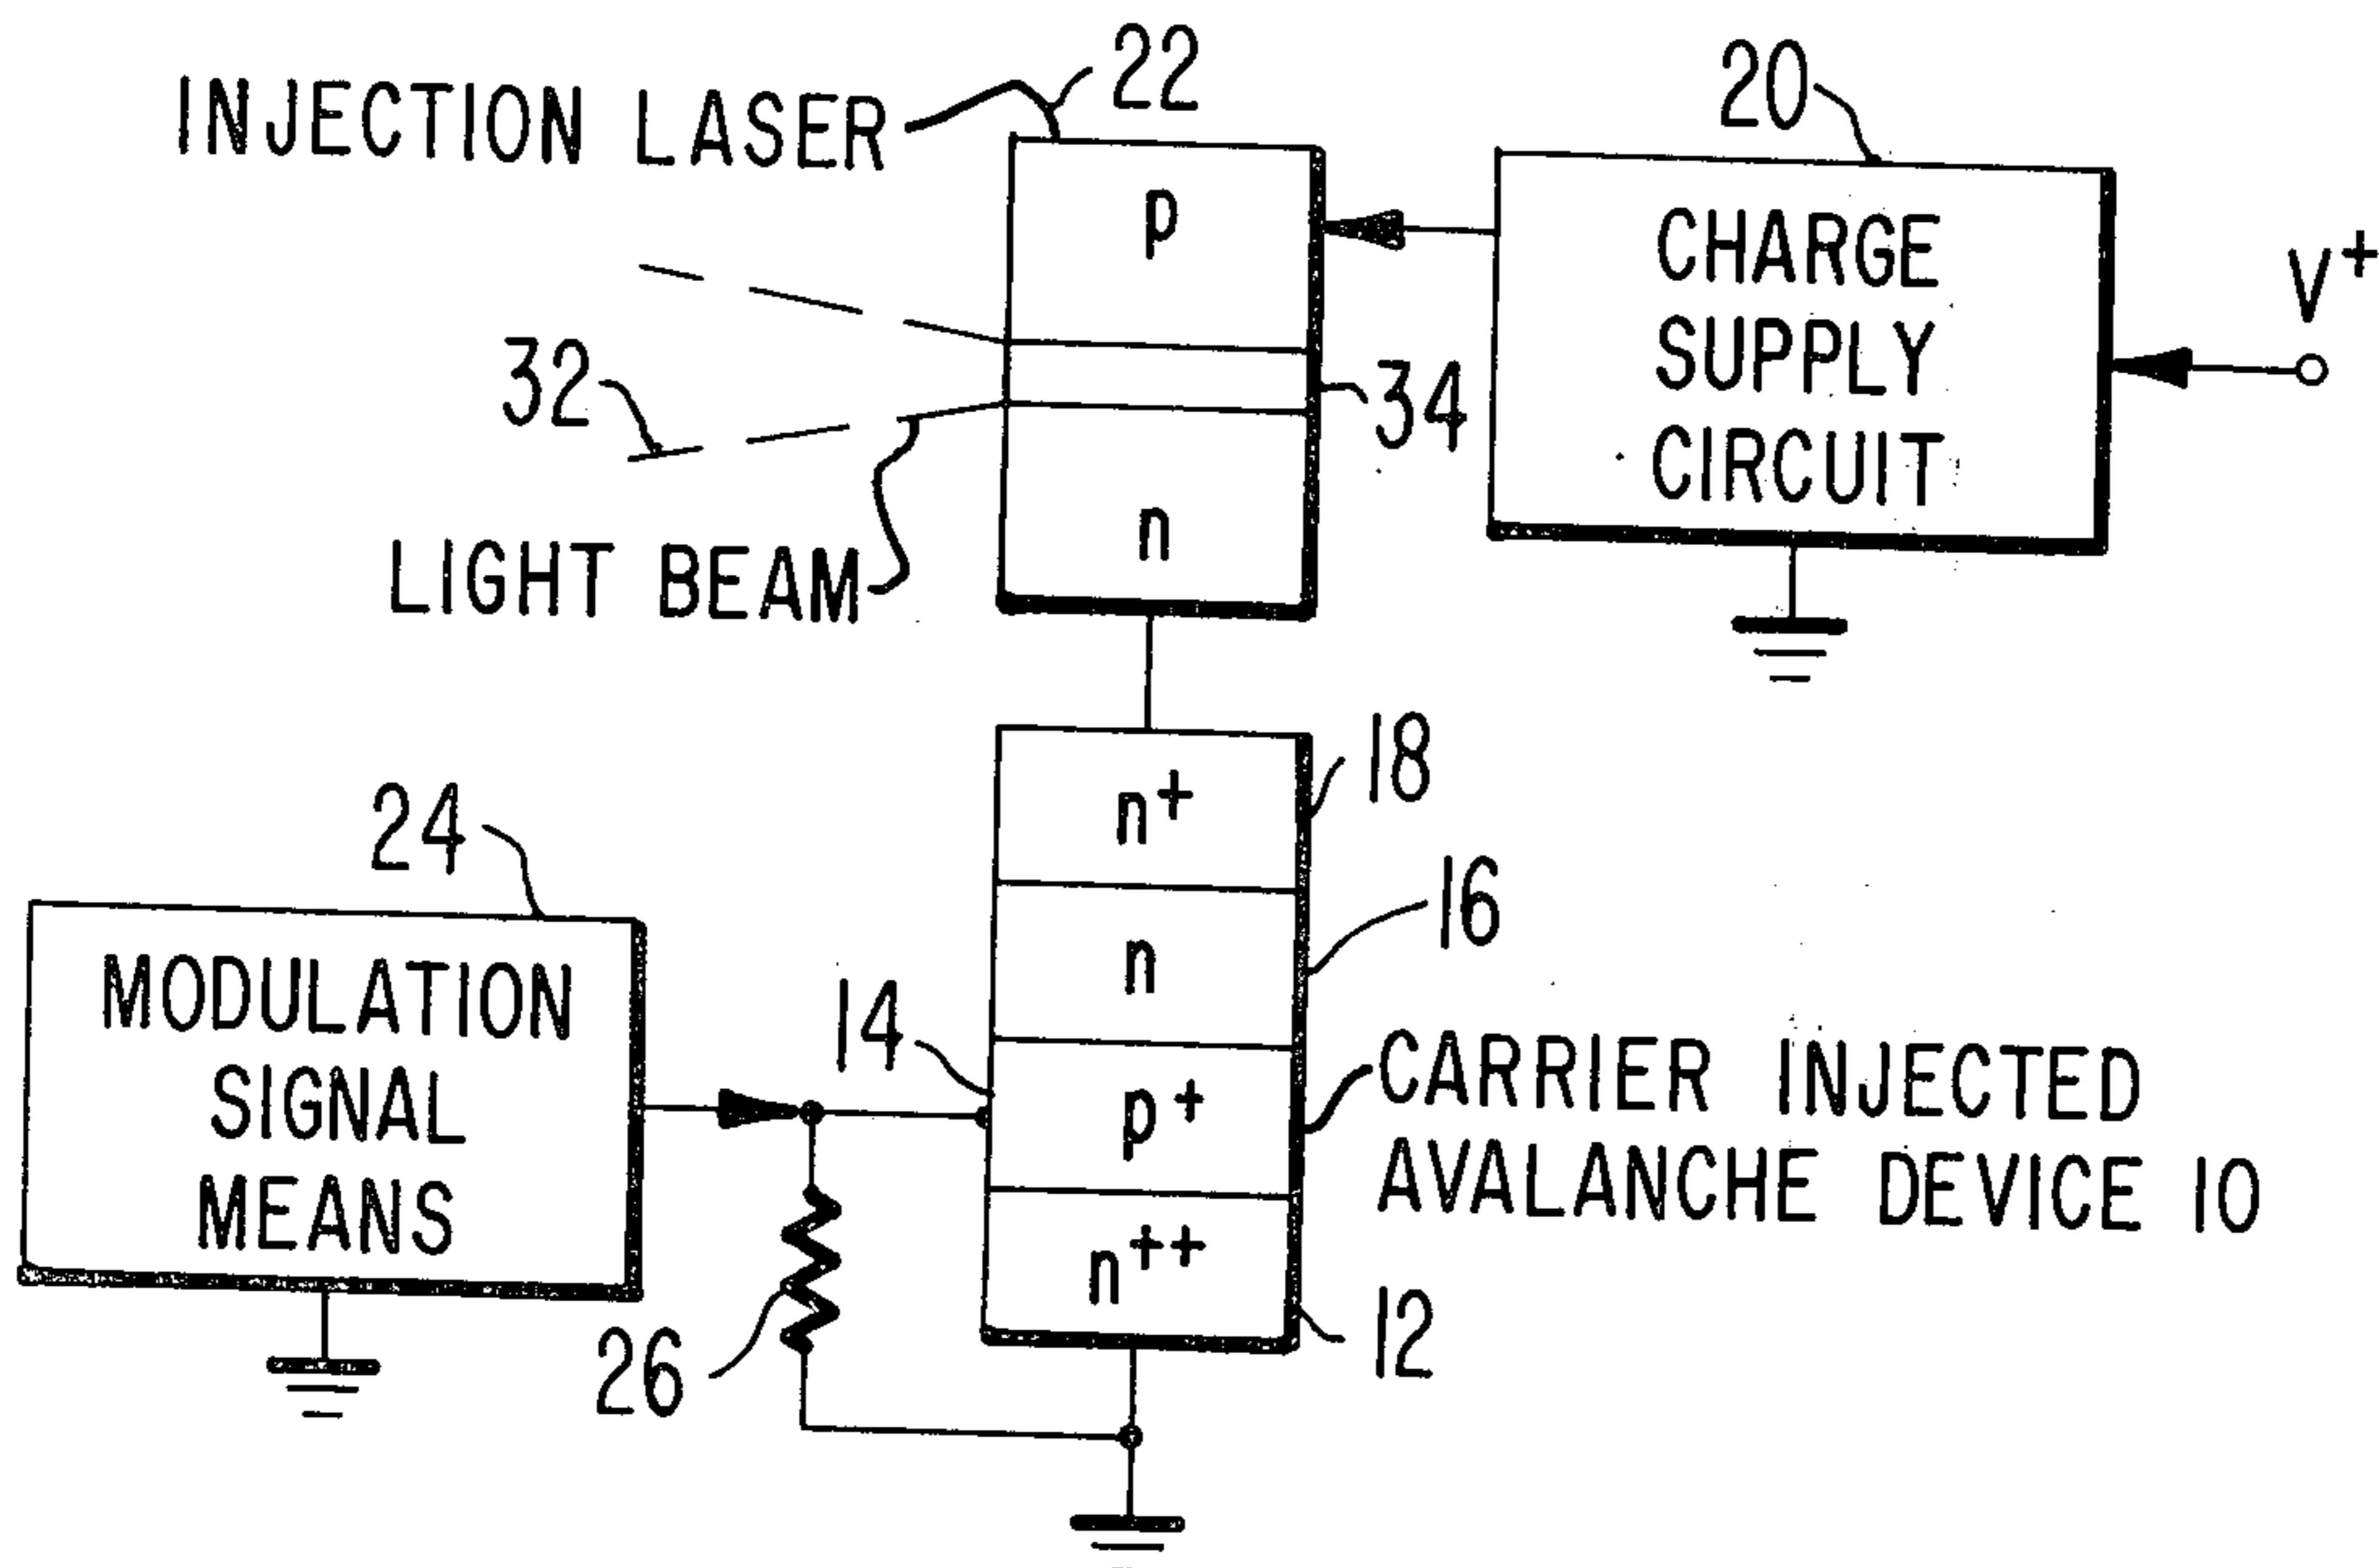 INJECTION LASER
22
20
p
CHARGE
SUPPLY
CIRCUIT
V+
32
34
n
LIGHT BEAM
18
n+
24
16
n
MODULATION
SIGNAL
MEANS
14
p+
CARRIER INJECTED
AVALANCHE DEVICE 10
n++
26
12